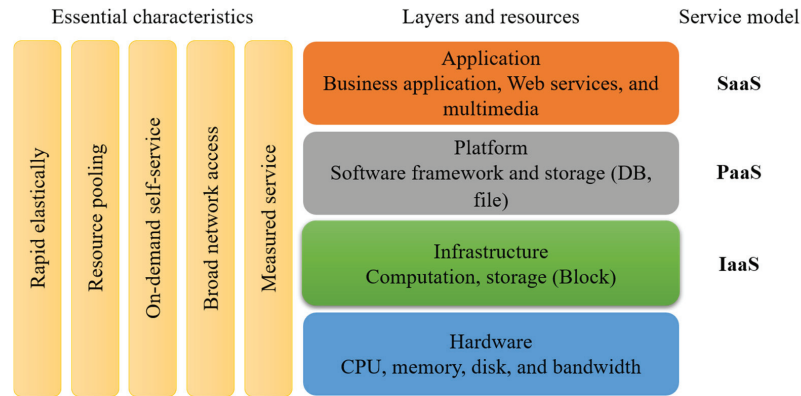 Essential characteristics
Layers and resources
Service model
Rapid elastically
Resource pooling
On-demand self-service
Broad network access
Measured service
Application
Business application, Web services, and
multimedia
SaaS
Platform
Software framework and storage (DB,
file)
PaaS
Infrastructure
Computation, storage (Block)
IaaS
Hardware
CPU, memory, disk, and bandwidth